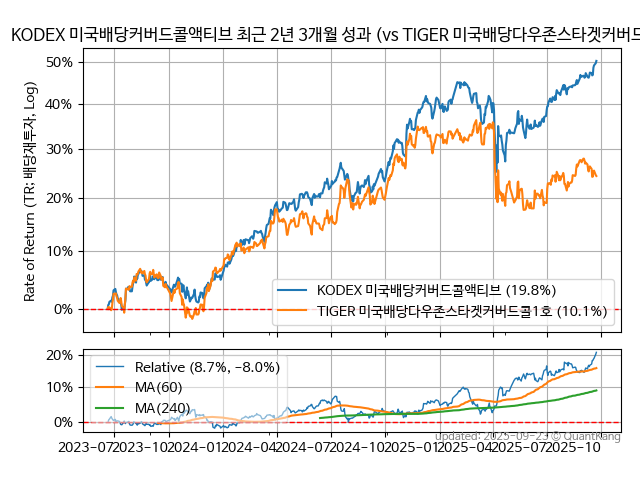 KODEX 미국배당커버드콜액티브 최근 2년 3개월 성과 (vs TIGER 미국배당다우존스타겟커버드
Rate of Return (TR: 배당재투자, Log)
50%
40%
30%
20%
10%
0%
KODEX 미국배당커버드콜액티브 (19.8%)
TIGER 미국배당다우존스타겟커버드콜1호 (10.1%)
20%
10%
0%
Relative (8.7%, -8.0%)
MA(60)
MA(240)
updated: 2025-09-23 © QuantKang
2023-07 2023-10 2024-01 2024-04 2024-07 2024-10 2025-01 2025-04 2025-07 2025-10